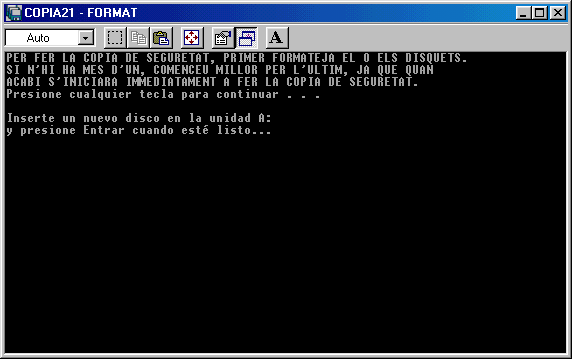 COPIA21 - FORMAT
Auto
A
PER FER LA COPIA DE SEGURETAT, PRIMER FORMATEJA EL O ELS DISQUETS.
SI N'HI HA MES D'UN, COMENCEU MILLOR PER L'ULTIM, JA QUE QUAN
ACABI S'INICIARA IMMEDIATAMENT A FER LA COPIA DE SEGURETAT.
Presione cualquier tecla para continuar . . .
Inserte un nuevo disco en la unidad A:
y presione Entrar cuando esté listo...